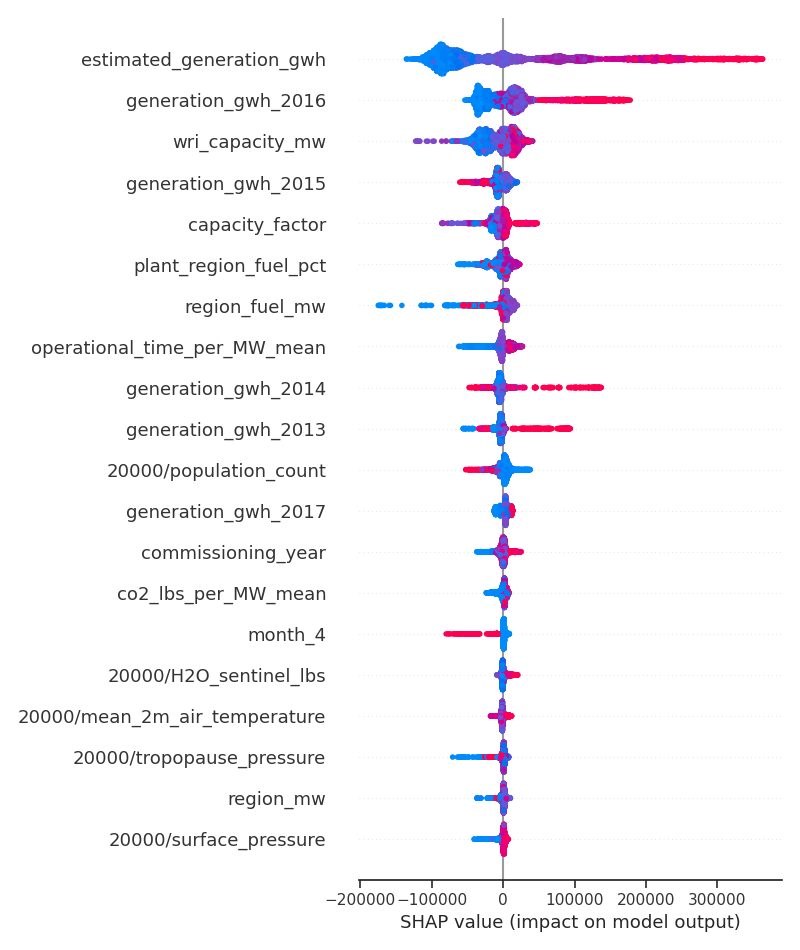 estimated_generation_gwh
generation_gwh_2016
wri_capacity_mw
generation_gwh_2015
capacity_factor
plant_region_fuel_pct
region_fuel_mw
operational_time_per_MW_mean
generation_gwh_2014
generation_gwh_2013
20000/population_count
generation_gwh_2017
commissioning_year
co2_lbs_per_MW_mean
month_4
20000/H2O_sentinel_lbs
20000/mean_2m_air_temperature
20000/tropopause_pressure
region_mw
20000/surface_pressure
−200000 −100000 0 100000 200000 300000
SHAP value (impact on model output)